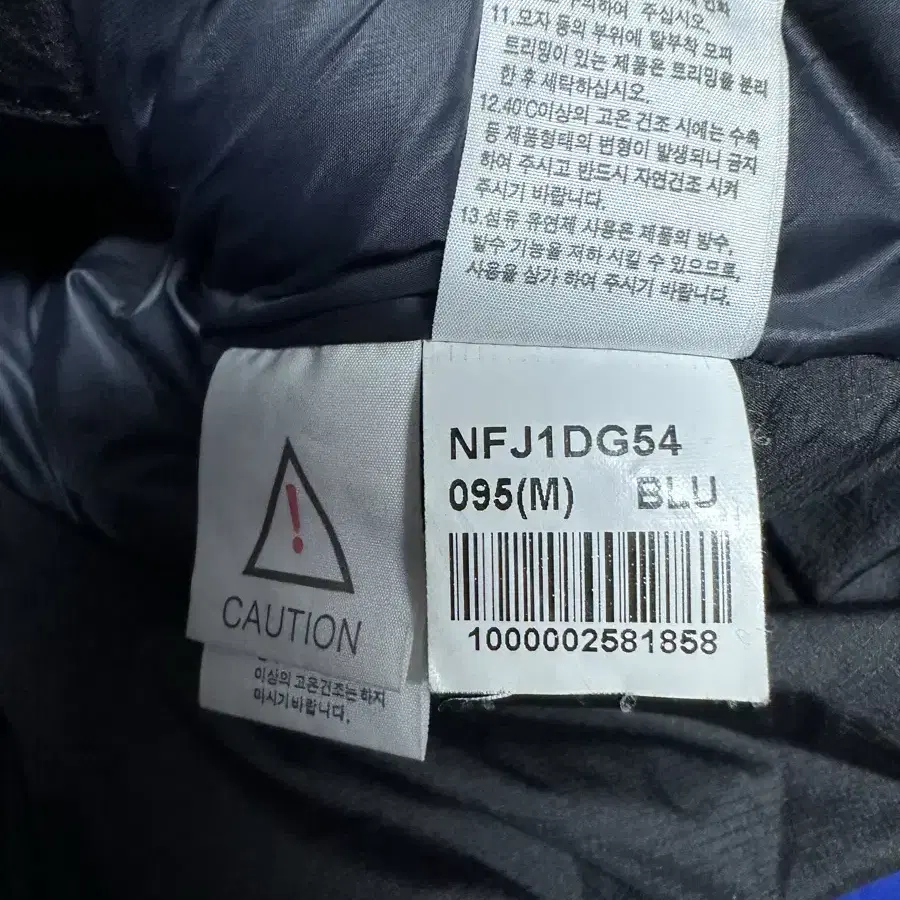 하여 주십시오.
11.모자 등의 부위에 탈부착 모피
트리밍이 있는 제품은 트리밍을 분리
한 후 세탁하십시오.
12.40°C이상의 고온 건조 시에는 수축
등 제품형태의 변형이 발생되니 금지
하여 주시고 반드시 자연건조 시켜
주시기 바랍니다.
13.섬유 유연제 사용은 제품의 발수,
방수 기능을 저하 시킬 수 있으므로,
사용을 삼가 하여 주시기 바랍니다.
NFJ1DG54
095(M) BLU
1000002581858
!
CAUTION
이상의 고온건조는 하지
마시기 바랍니다.